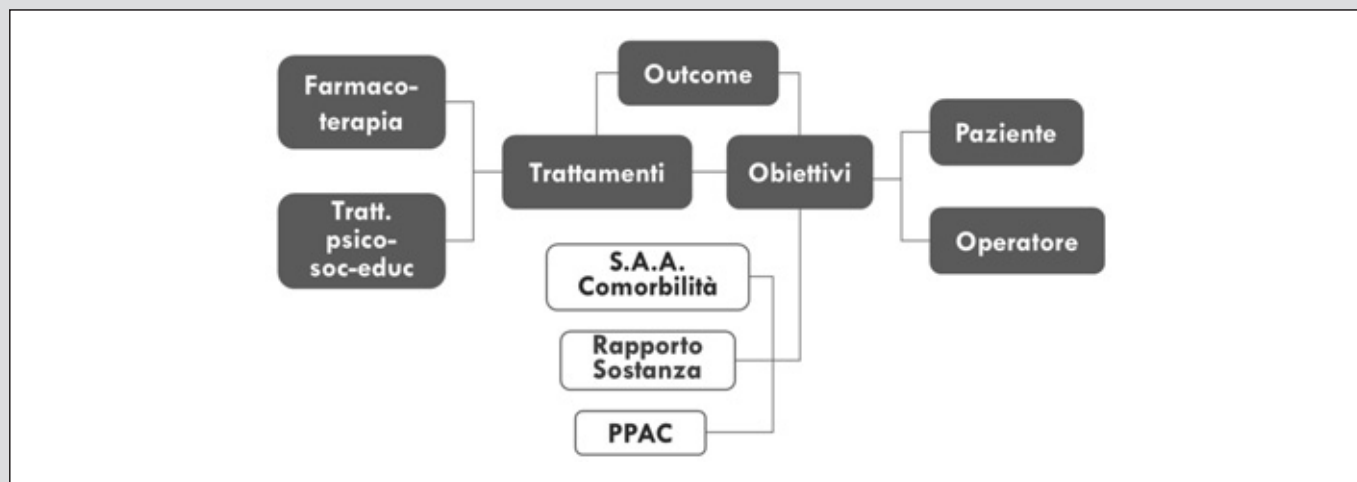 Farmaco-
terapia
Outcome
Trattamenti
Obiettivi
Paziente
Tratt.
psico-
soc-educ
Operatore
S.A.A.
Comorbilità
Rapporto
Sostanza
PPAC